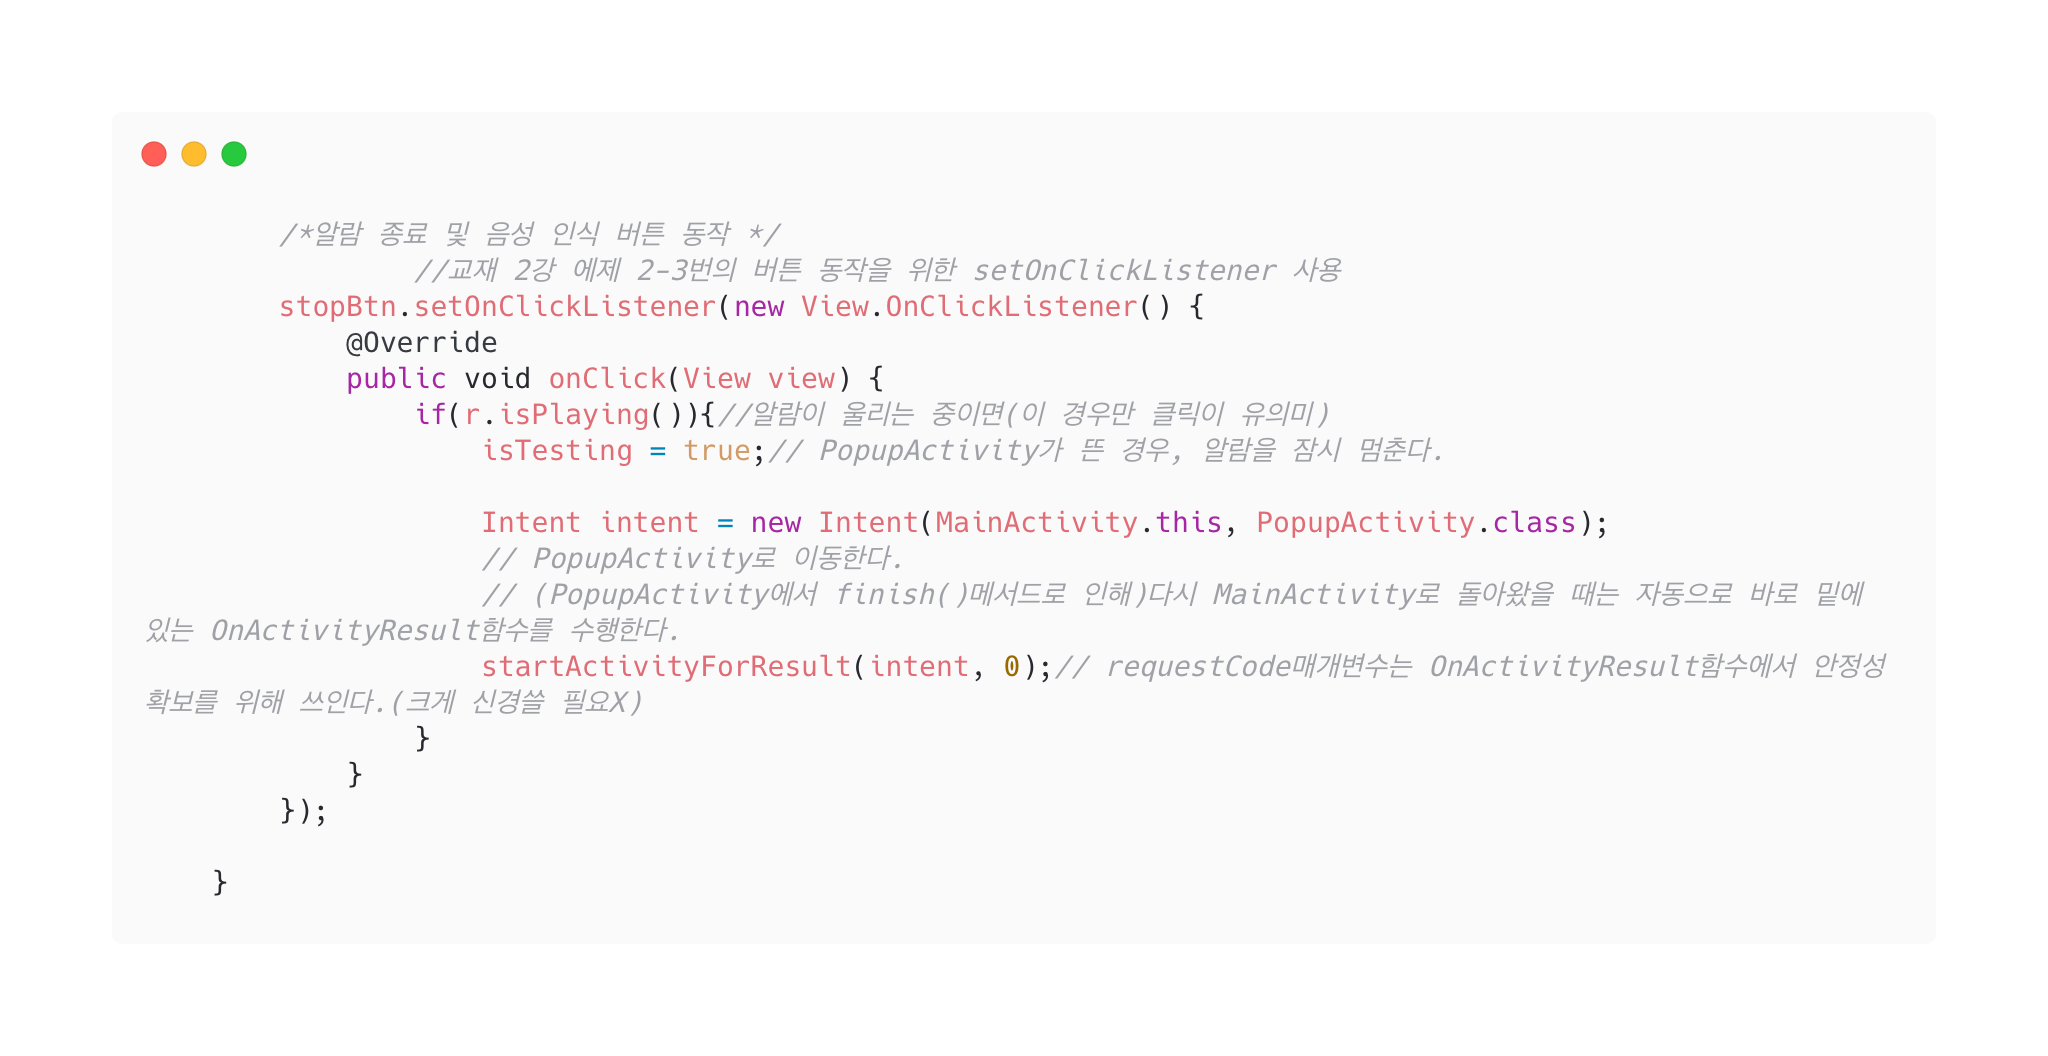 /*알람 종료 및 음성 인식 버튼 동작 */
//교재 2강 에제 2-3번의 버튼 동작을 위한 setOnClickListener 사용
stopBtn.setOnClickListener(new View.OnClickListener() {
@Override
public void onClick(View view) {
if(r.isPlaying()){//알람이 울리는 중이면(이 경우만 클릭이 유의미)
isTesting = true;// PopupActivity가 뜬 경우, 알람을 잠시 멈춘다.
Intent intent = new Intent(MainActivity.this, PopupActivity.class);
// PopupActivity로 이동한다.
// (PopupActivity에서 finish()메서드로 인해)다시 MainActivity로 돌아왔을 때는 자동으로 바로 밑에
있는 OnActivityResult함수를 수행한다.
startActivityForResult(intent, 0);// requestCode매개변수는 OnActivityResult함수에서 안정성
확보를 위해 쓰인다.(크게 신경쓸 필요X)
}
}
});
}